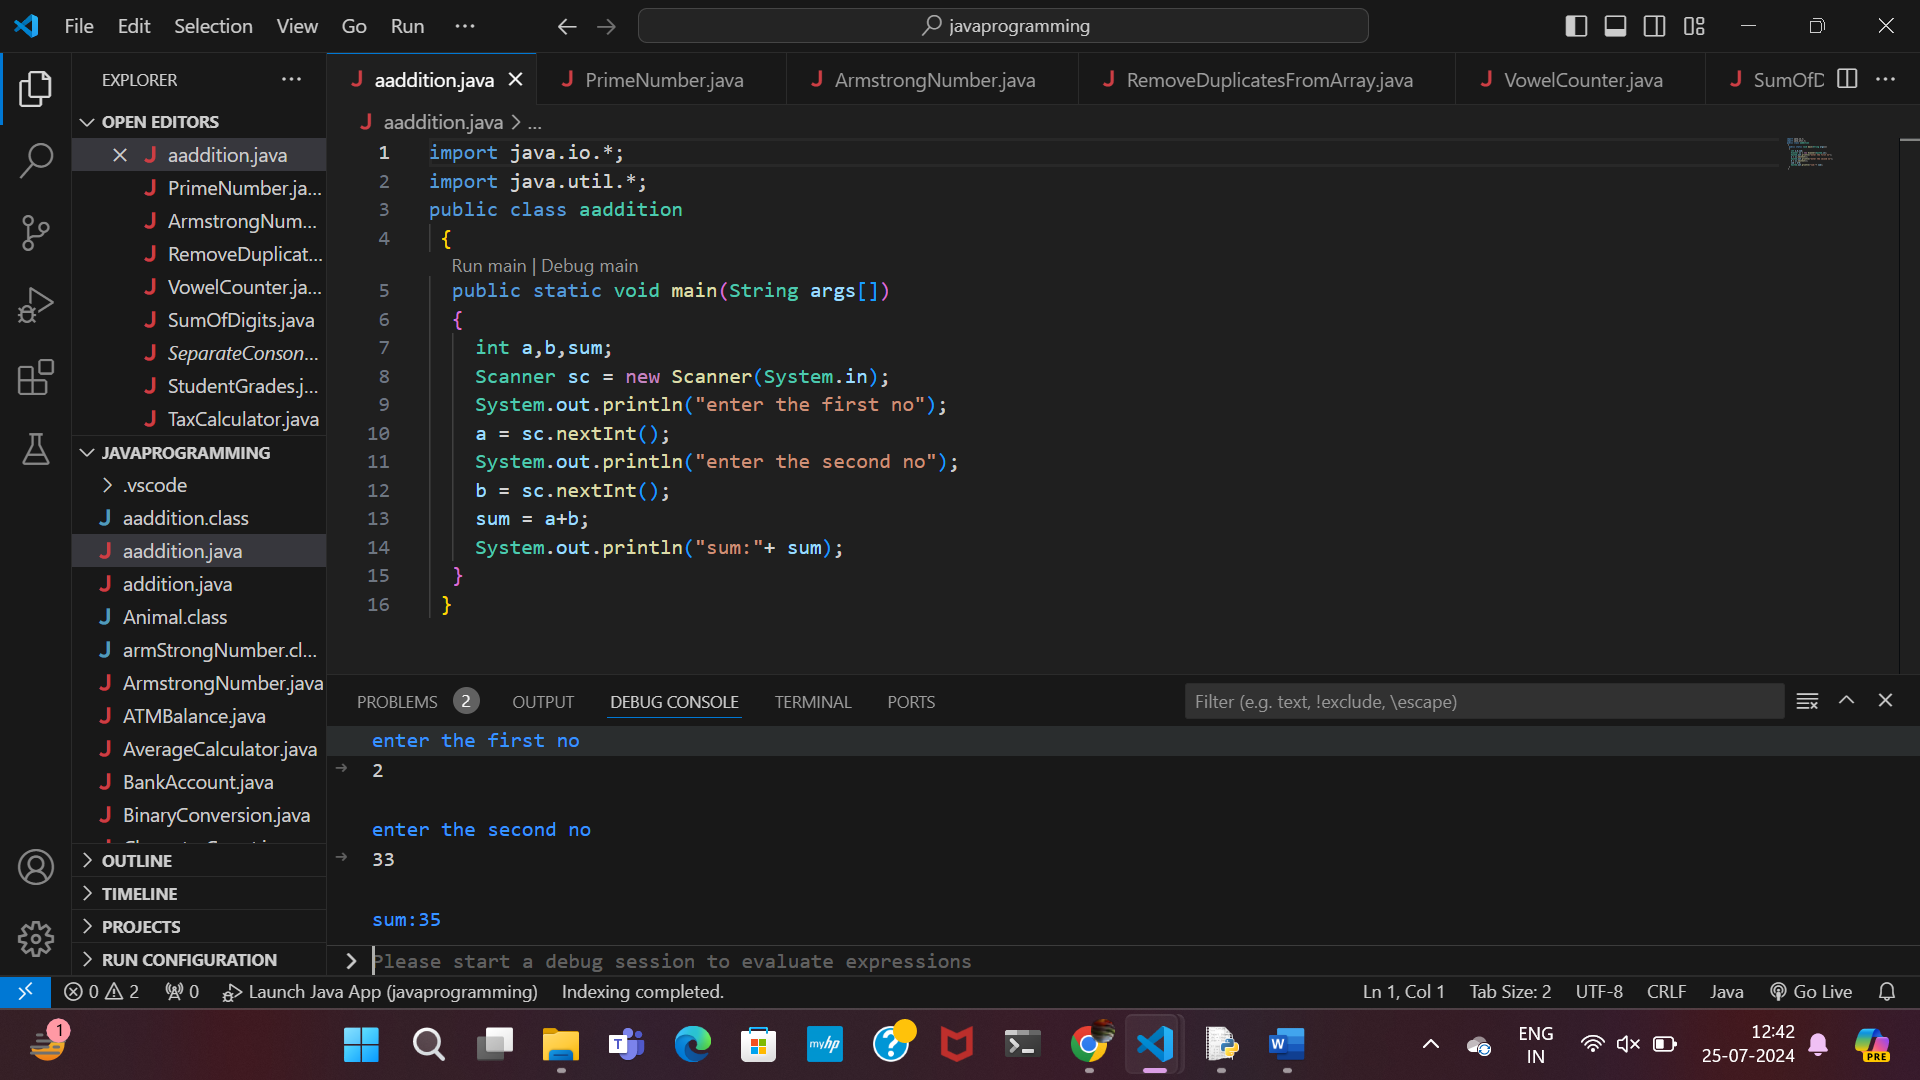 File Edit Selection View Go Run ...
javaprogramming
EXPLORER
OPEN EDITORS
aaddition.java
PrimeNumber.ja...
ArmstrongNum...
RemoveDuplicat...
VowelCounter.ja...
SumOfDigits.java
SeparateConson...
StudentGrades.j...
TaxCalculator.java
JAVAPROGRAMMING
.vscode
aaddition.class
aaddition.java
addition.java
Animal.class
armStrongNumber.cl...
ArmstrongNumber.java
ATMBalance.java
AverageCalculator.java
BankAccount.java
BinaryConversion.java
OUTLINE
TIMELINE
PROJECTS
RUN CONFIGURATION
aaddition.java PrimeNumber.java ArmstrongNumber.java RemoveDuplicatesFromArray.java VowelCounter.java SumOfD
aaddition.java > ...
1 import java.io.*;
2 import java.util.*;
3 public class aaddition
4 {
Run main | Debug main
5 public static void main(String args[])
6 {
7 int a,b,sum;
8 Scanner sc = new Scanner(System.in);
9 System.out.println("enter the first no");
10 a = sc.nextInt();
11 System.out.println("enter the second no");
12 b = sc.nextInt();
13 sum = a+b;
14 System.out.println("sum:"+ sum);
15 }
16 }
PROBLEMS 2 OUTPUT DEBUG CONSOLE TERMINAL PORTS Filter (e.g. text, !exclude, \escape)
enter the first no
2
enter the second no
33
sum:35
Please start a debug session to evaluate expressions
0 2 0 Launch Java App (javaprogramming) Indexing completed. Ln 1, Col 1 Tab Size: 2 UTF-8 CRLF Java Go Live
1 myhp ENG IN 12:42 25-07-2024 PRE